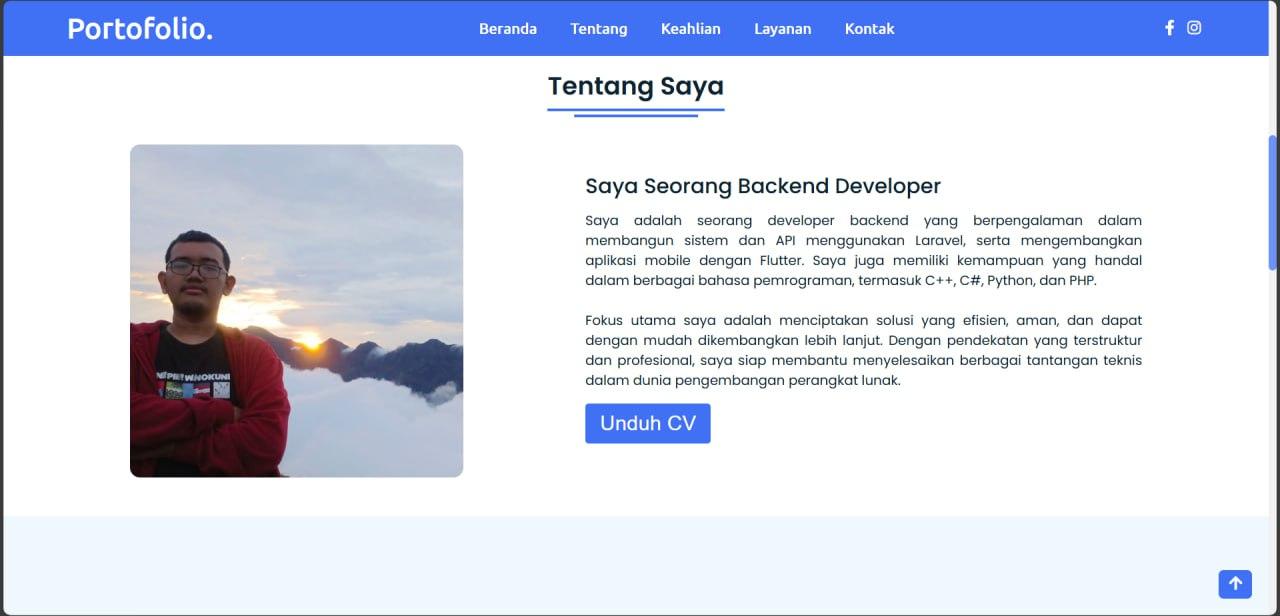 Portofolio.
Beranda Tentang Keahlian Layanan Kontak
Tentang Saya
Saya Seorang Backend Developer
Saya adalah seorang developer backend yang berpengalaman dalam
membangun sistem dan API menggunakan Laravel, serta mengembangkan
aplikasi mobile dengan Flutter. Saya juga memiliki kemampuan yang handal
dalam berbagai bahasa pemrograman, termasuk C++, C#, Python, dan PHP.
Fokus utama saya adalah menciptakan solusi yang efisien, aman, dan dapat
dengan mudah dikembangkan lebih lanjut. Dengan pendekatan yang terstruktur
dan profesional, saya siap membantu menyelesaikan berbagai tantangan teknis
dalam dunia pengembangan perangkat lunak.
Unduh CV